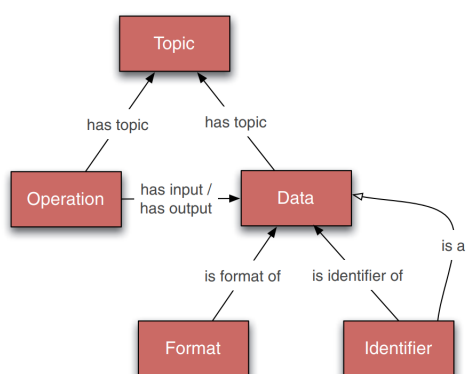 Topic
has topic
has topic
Operation
has input /
has output
Data
is a
is format of
is identifier of
Format
Identifier